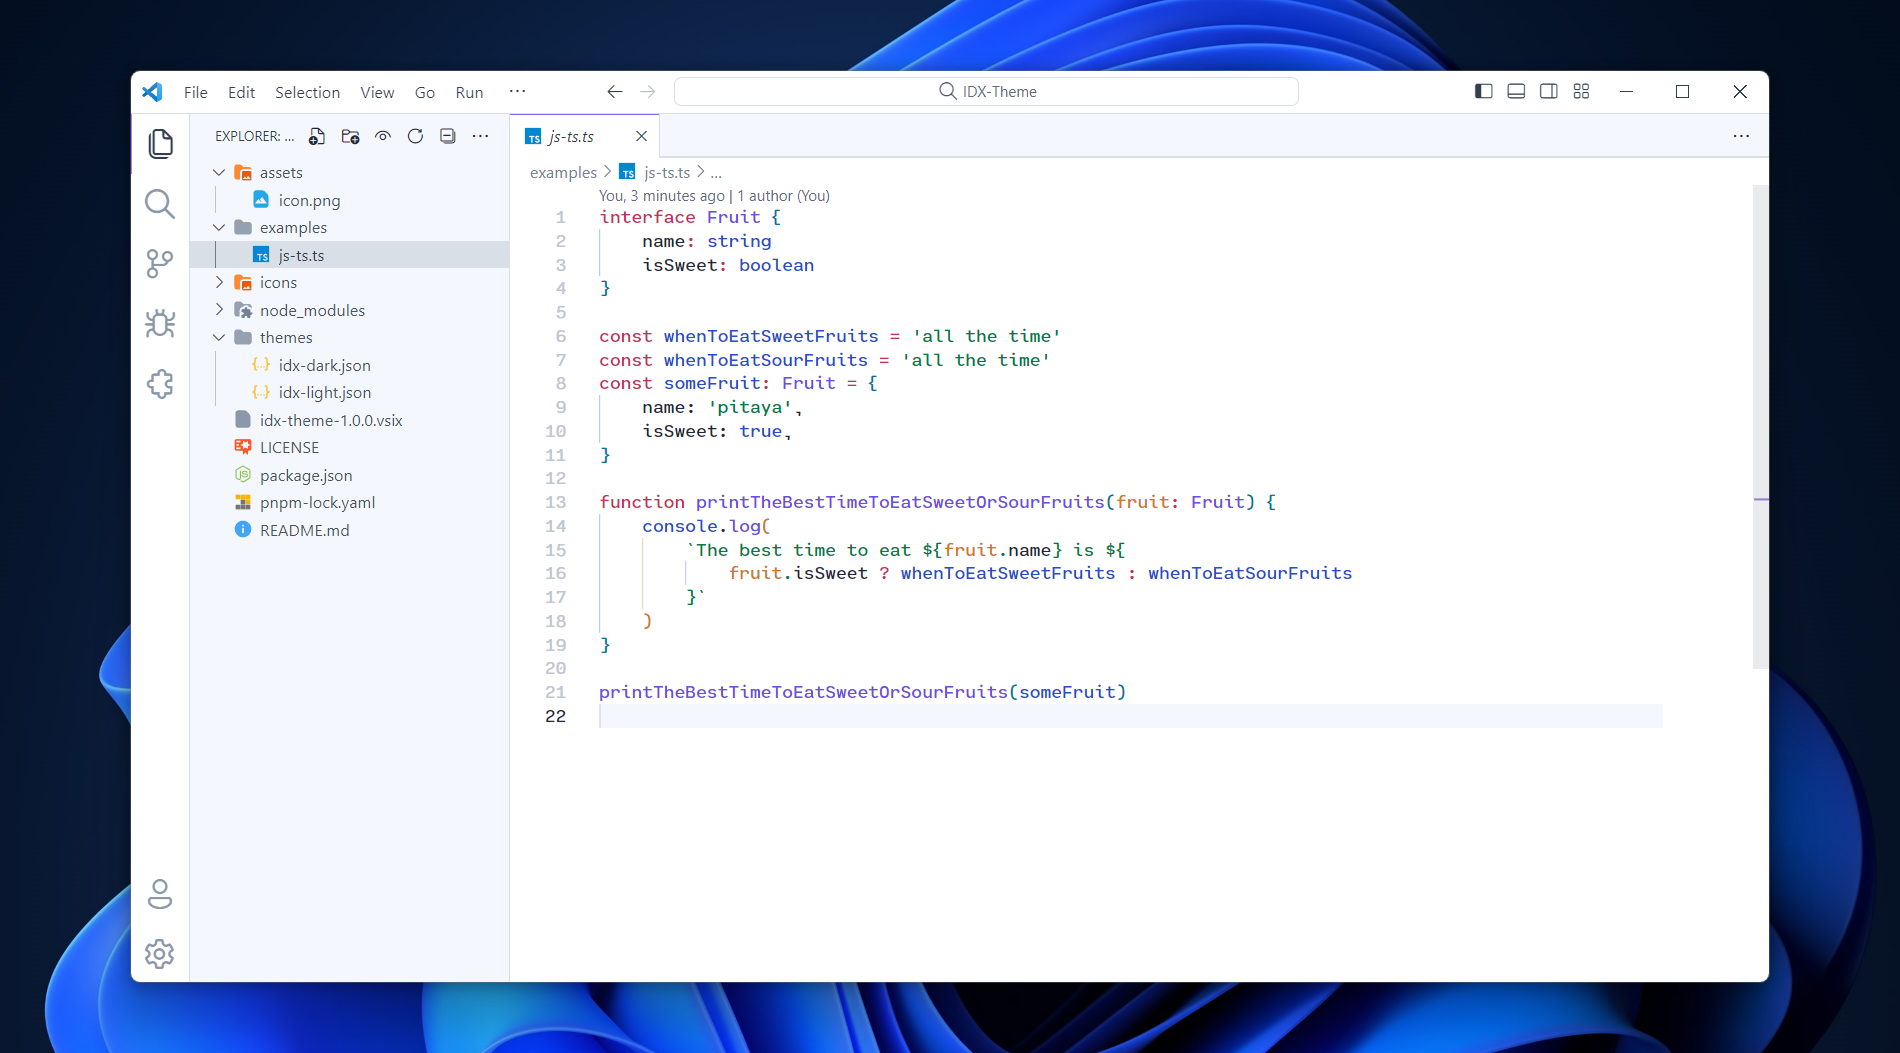 File Edit Selection View Go Run ···
IDX-Theme
EXPLORER: ...
assets
icon.png
examples
TS js-ts.ts
icons
node_modules
themes
{..} idx-dark.json
{..} idx-light.json
idx-theme-1.0.0.vsix
LICENSE
JS package.json
pnpm-lock.yaml
i README.md
TS js-ts.ts
examples > TS js-ts.ts > ...
You, 3 minutes ago | 1 author (You)
1 interface Fruit {
2     name: string
3     isSweet: boolean
4 }
5
6 const whenToEatSweetFruits = 'all the time'
7 const whenToEatSourFruits = 'all the time'
8 const someFruit: Fruit = {
9     name: 'pitaya',
10     isSweet: true,
11 }
12
13 function printTheBestTimeToEatSweetOrSourFruits(fruit: Fruit) {
14     console.log(
15         `The best time to eat ${fruit.name} is ${
16             fruit.isSweet ? whenToEatSweetFruits : whenToEatSourFruits
17         }`
18     )
19 }
20
21 printTheBestTimeToEatSweetOrSourFruits(someFruit)
22